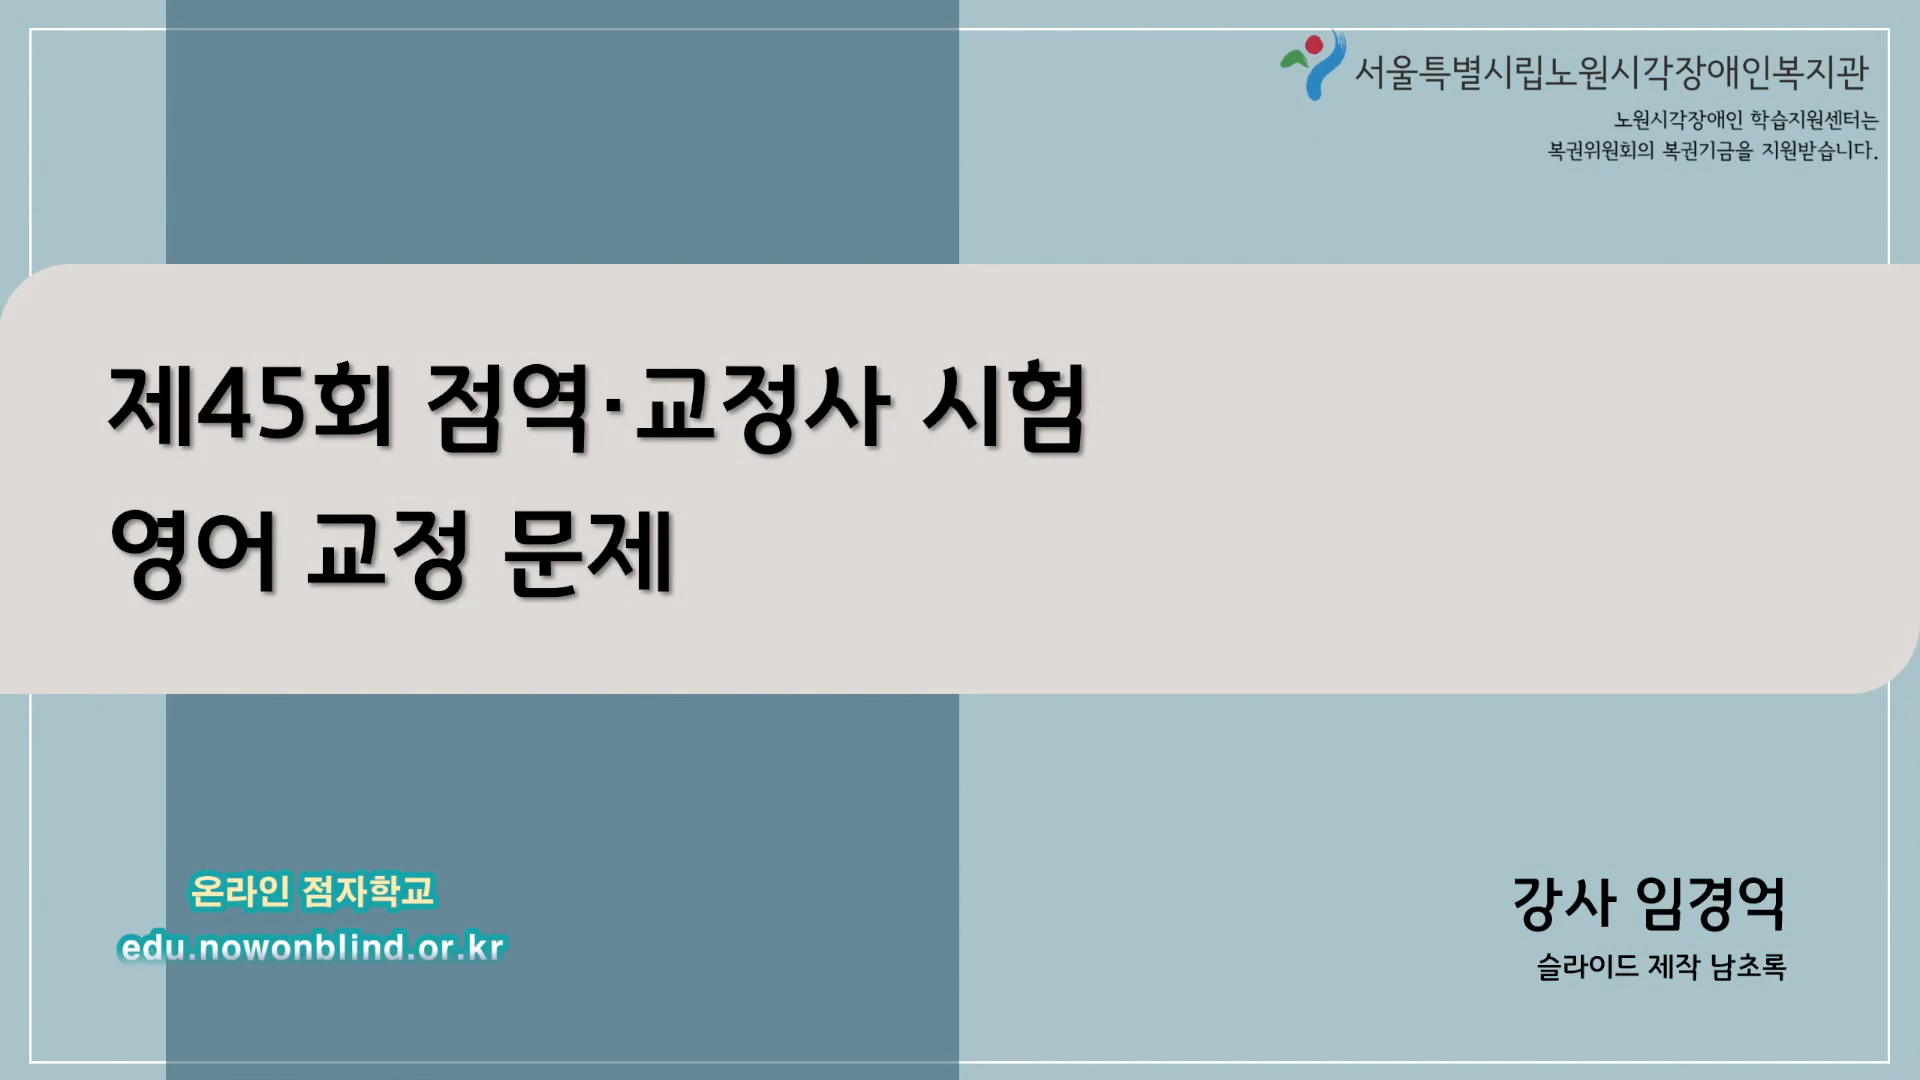 서울특별시립노원시각장애인복지관
노원시각장애인 학습지원센터는
복권위원회의 복권기금을 지원받습니다.
제45회 점역·교정사 시험
영어 교정 문제
온라인 점자학교
edu.nowonblind.or.kr
강사 임경억
슬라이드 제작 남초록